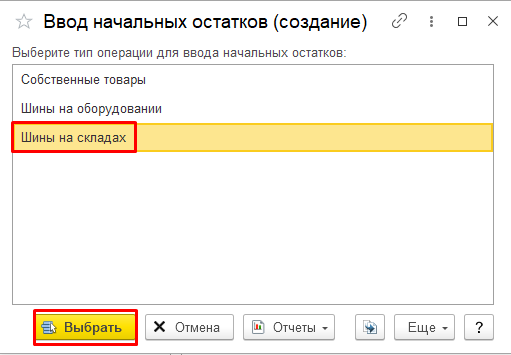 Ввод начальных остатков (создание)
Выберите тип операции для ввода начальных остатков:
Собственные товары
Шины на оборудовании
Шины на складах
Выбрать Отмена Отчеты Еще ?